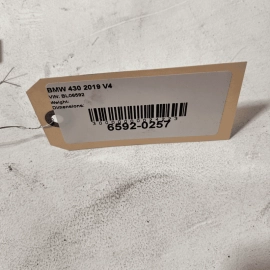 BMW 430 2019 V4
VIN: BL06592
Weight:
Dimensions:
6592-0257